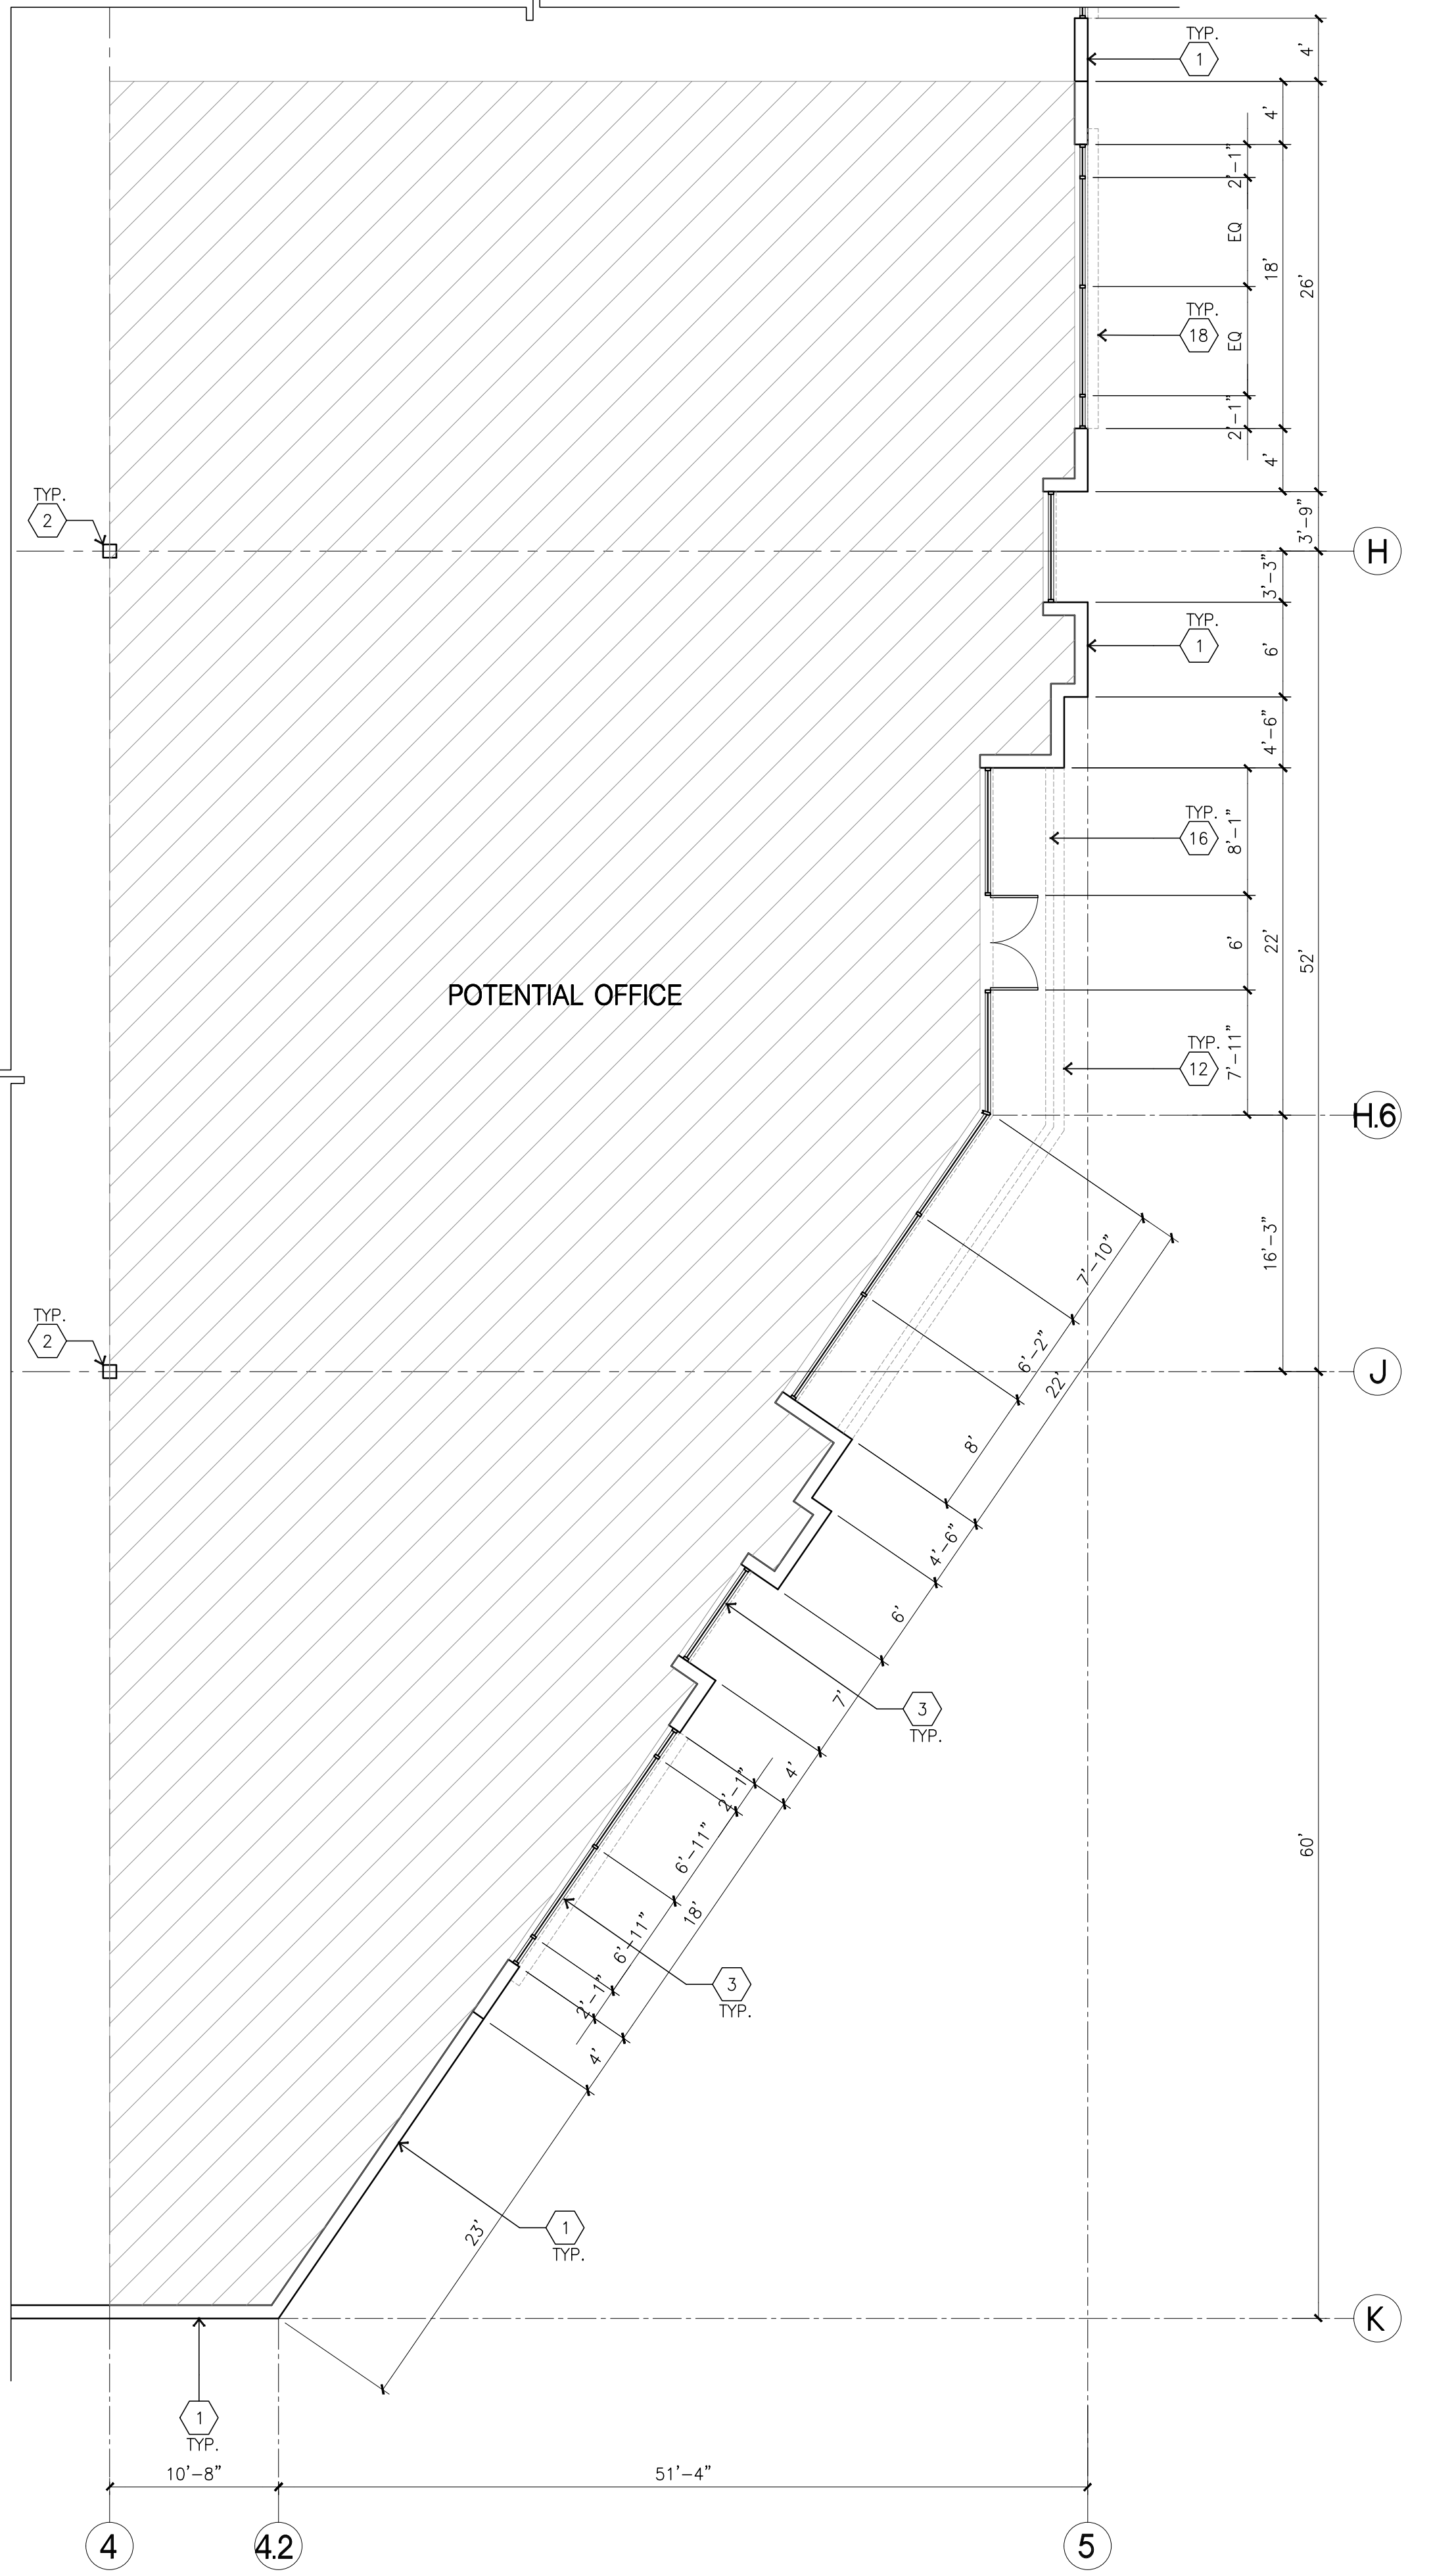 TYP.
1
4'
4'
2'-1"
EQ
18'
26'
TYP.
18
EQ
2'-1"
4'
TYP.
2
3'-9"
H
3'-3"
TYP.
1
6'
4'-6"
TYP.
16
8'-1"
6'
22'
52'
POTENTIAL OFFICE
TYP.
12
7'-11"
H.6
16'-3"
7'-10"
TYP.
2
6'-2"
22'
J
8'
4'-6"
6'
7'
3
TYP.
4'
2'-1"
6'-11"
60'
18'
6'-11"
3
TYP.
2'-1"
4'
1
TYP.
23'
K
1
TYP.
10'-8"
51'-4"
4
4.2
5